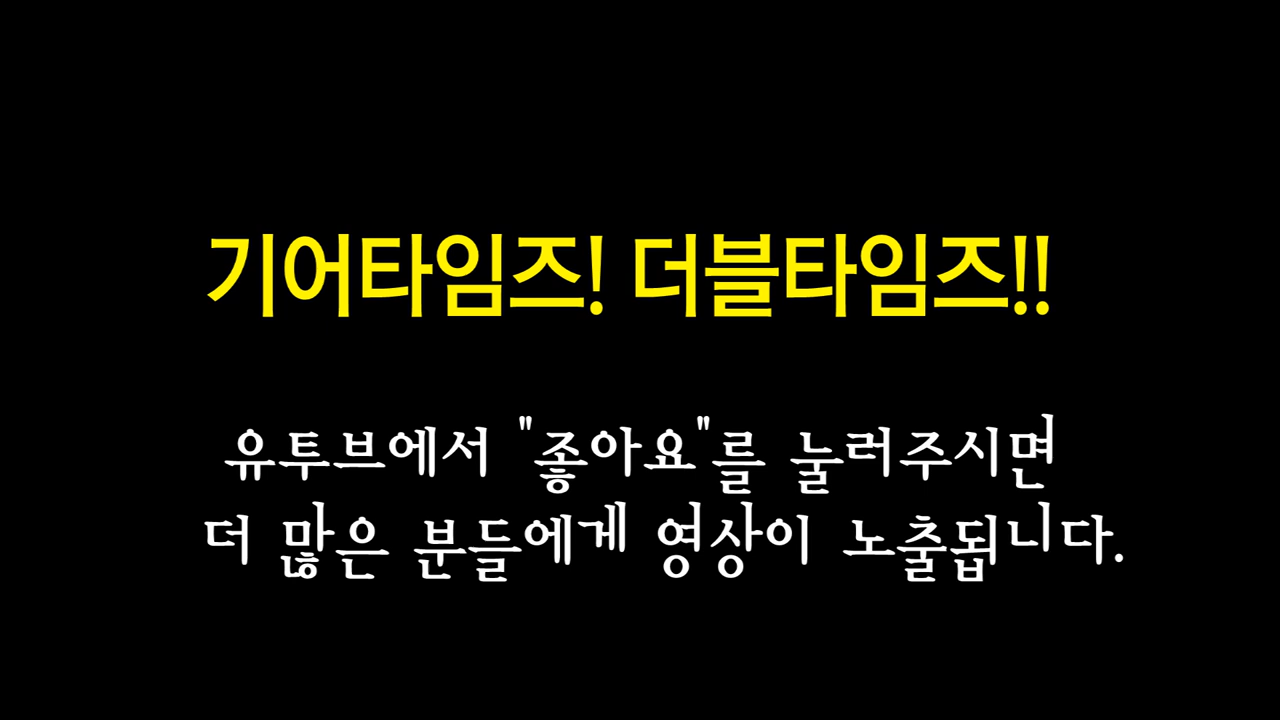 기어타임즈! 더블타임즈!!
유투브에서 "좋아요"를 눌러주시면
더 많은 분들에게 영상이 노출됩니다.